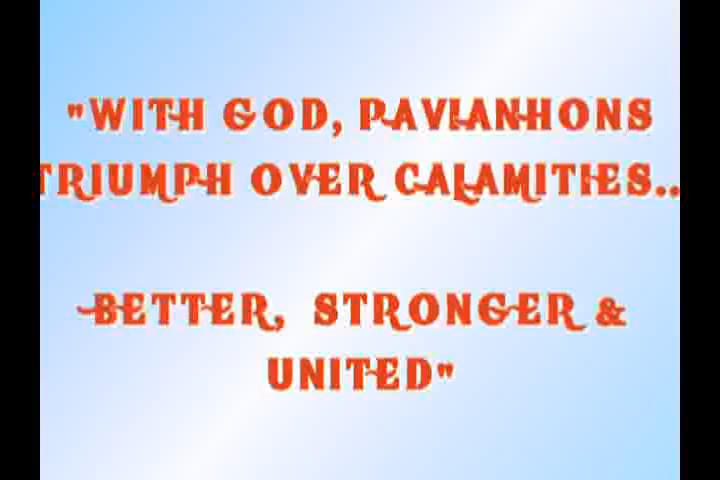 "WITH GOD, PAVIANHONS
TRIUMPH OVER CALAMITIES..
BETTER, STRONGER &
UNITED"